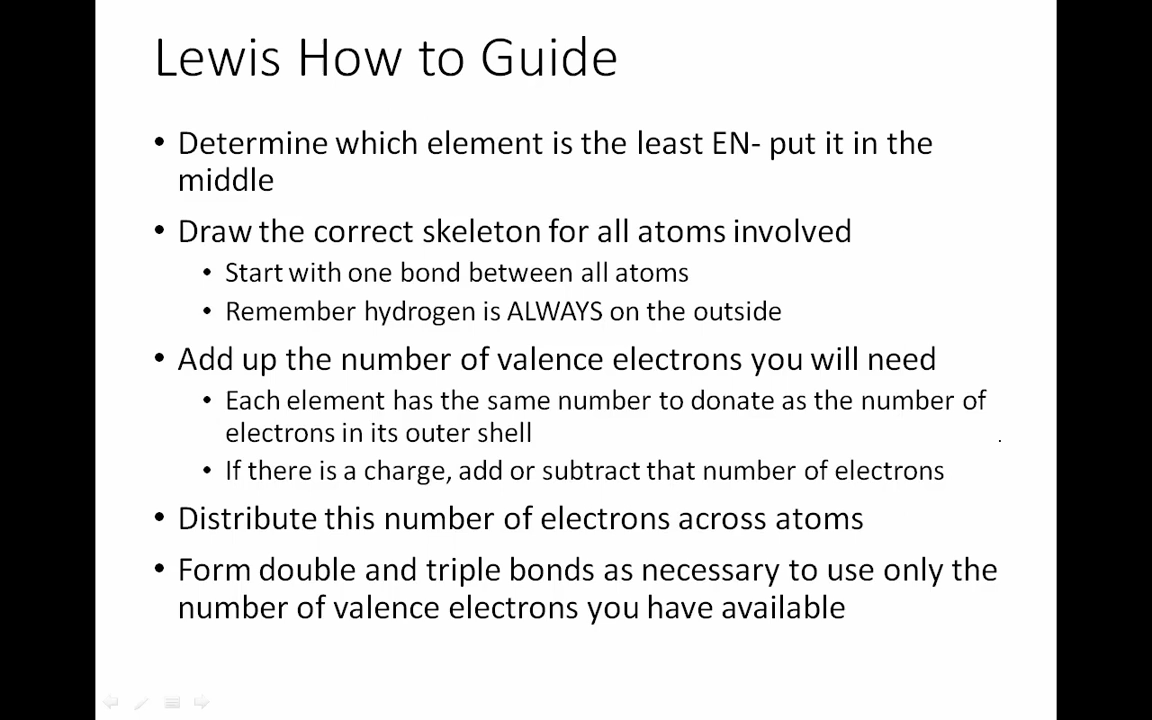 Lewis How to Guide
• Determine which element is the least EN- put it in the
middle
• Draw the correct skeleton for all atoms involved
• Start with one bond between all atoms
• Remember hydrogen is ALWAYS on the outside
• Add up the number of valence electrons you will need
• Each element has the same number to donate as the number of
electrons in its outer shell
• If there is a charge, add or subtract that number of electrons
• Distribute this number of electrons across atoms
• Form double and triple bonds as necessary to use only the
number of valence electrons you have available